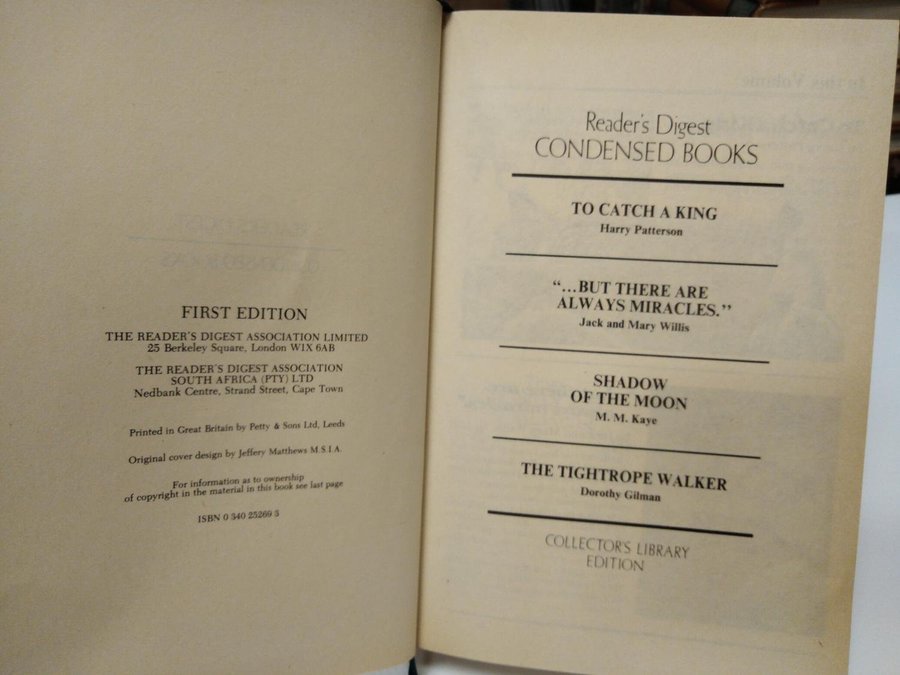 FIRST EDITION
THE READER'S DIGEST ASSOCIATION LIMITED
25 Berkeley Square, London W1X 6AB
THE READER'S DIGEST ASSOCIATION
SOUTH AFRICA (PTY) LTD
Nedbank Centre, Strand Street, Cape Town
Printed in Great Britain by Petty & Sons Ltd, Leeds
Original cover design by Jeffery Matthews M.S.I.A.
For information as to ownership
of copyright in the material in this book see last page
ISBN 0 340 25269 3
Reader's Digest
CONDENSED BOOKS
TO CATCH A KING
Harry Patterson
“...BUT THERE ARE
ALWAYS MIRACLES.”
Jack and Mary Willis
SHADOW
OF THE MOON
M. M. Kaye
THE TIGHTROPE WALKER
Dorothy Gilman
COLLECTOR'S LIBRARY
EDITION